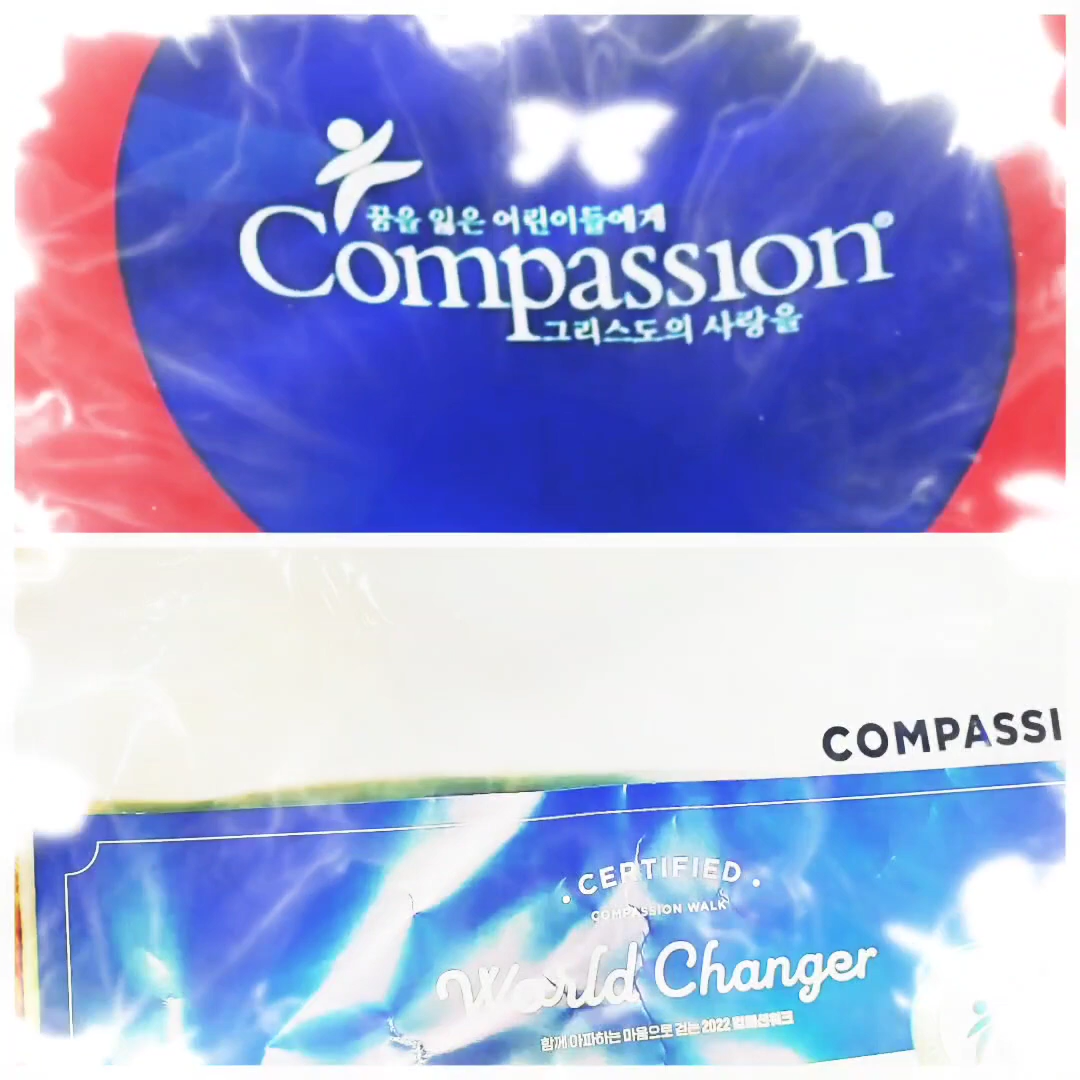 꿈을 잃은 어린이들에게
Compassion®
그리스도의 사랑을
COMPASSI
• CERTIFIED •
COMPASSION WALK
World Changer
함께 아파하는 마음으로 걷는 2022 컴패션워크